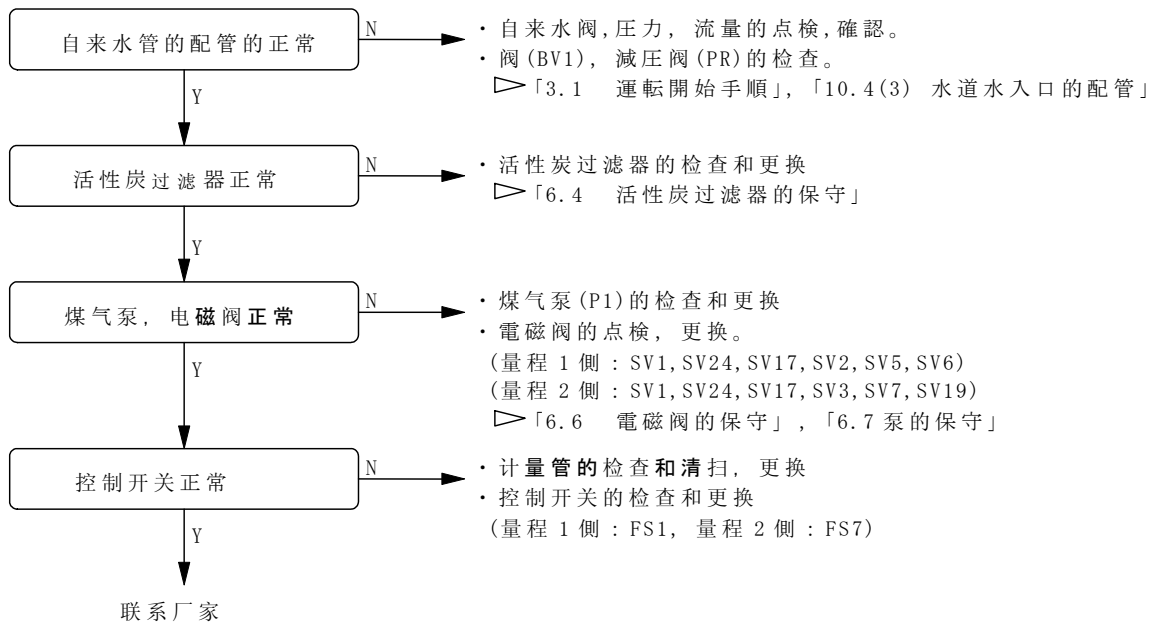 自来水管的配管的正常
N
・自来水阀,圧力, 流量的点検,確認。
・阀(BV1), 減圧阀(PR)的检查。
▷「3.1 運転開始手順」, 「10.4(3) 水道水入口的配管」
Y
活性炭过滤器正常
N
・活性炭过滤器的检查和更换
▷「6.4 活性炭过滤器的保守」
Y
煤气泵, 电磁阀正常
N
・煤气泵(P1)的检查和更换
・電磁阀的点検, 更换。
(量程 1 側：SV1,SV24,SV17,SV2,SV5,SV6)
(量程 2 側：SV1,SV24,SV17,SV3,SV7,SV19)
▷「6.6 電磁阀的保守」, 「6.7 泵的保守」
Y
控制开关正常
N
・计量管的检查和清扫, 更换
・控制开关的检查和更换
(量程 1 側：FS1, 量程 2 側：FS7)
Y
联系厂家